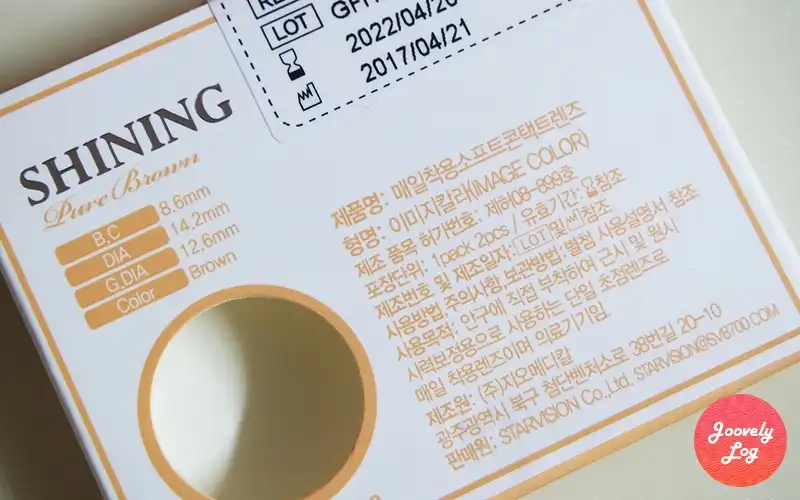 LOT
2022/04/20
2017/04/21
SHINING
Pure Brown
B.C 8.6mm
DIA 14.2mm
G.DIA 12.6mm
Color Brown
제품명: 매일착용소프트콘택트렌즈
형명: 이미지칼라(IMAGE COLOR)
제조 품목 허가번호: 제허08-899호
포장단위: 1pack 2pcs / 유효기간: 참조
제조번호 및 제조일자: LOT 및 참조
사용방법, 주의사항, 보관방법: 별첨 사용설명서 참조
사용목적: 안구에 직접 부착하여 근시 및 원시
시력보정용으로 사용하는 단일 초점렌즈로
매일 착용렌즈이며 의료기기임.
제조원: (주)지오메디칼
광주광역시 북구 첨단벤처소로 38번길 20-10
판매원: STARVISION Co.,Ltd. STARVISION@SV8700.COM
Joovely
Log